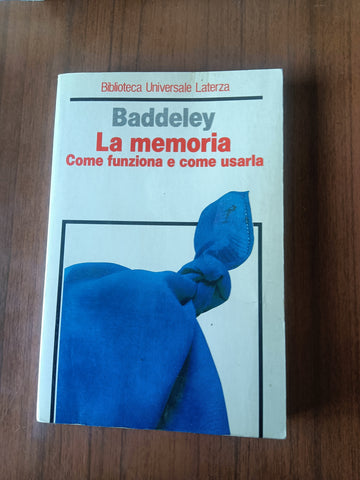 Biblioteca Universale Laterza
Baddeley
La memoria
Come funziona e come usarla